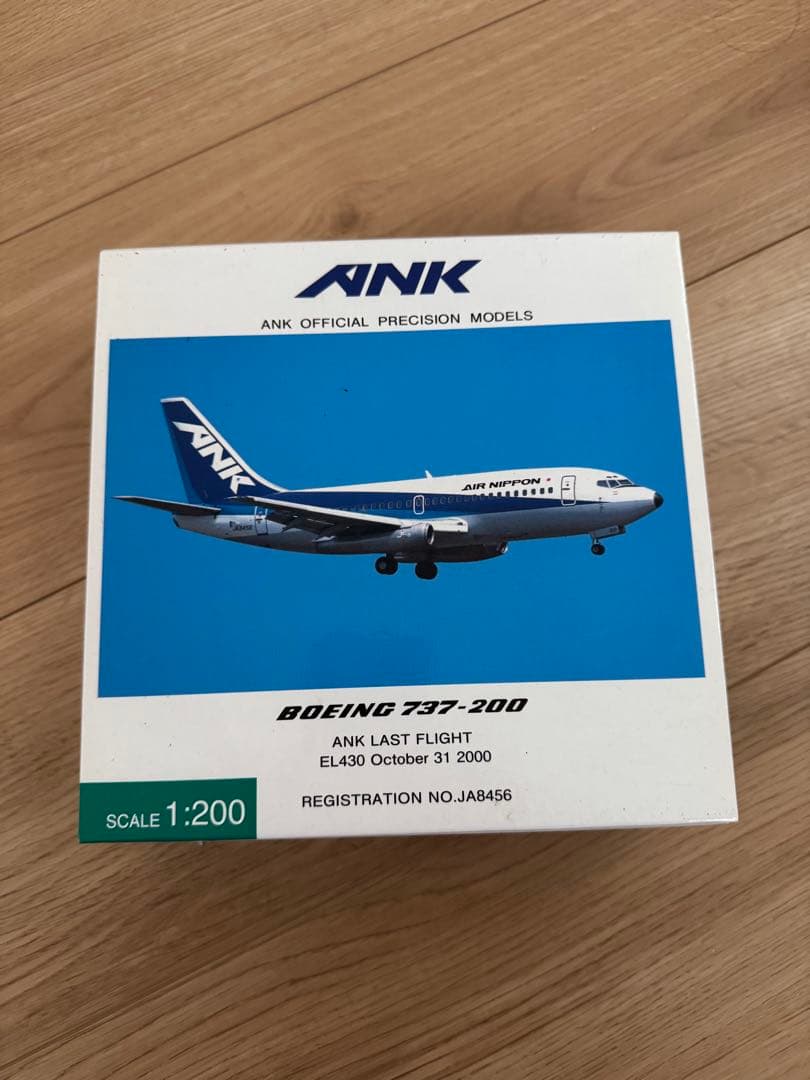 ANK
ANK OFFICIAL PRECISION MODELS
ANK
AIR NIPPON
JA8456
BOEING 737-200
ANK LAST FLIGHT
EL430 October 31 2000
REGISTRATION NO.JA8456
SCALE 1:200